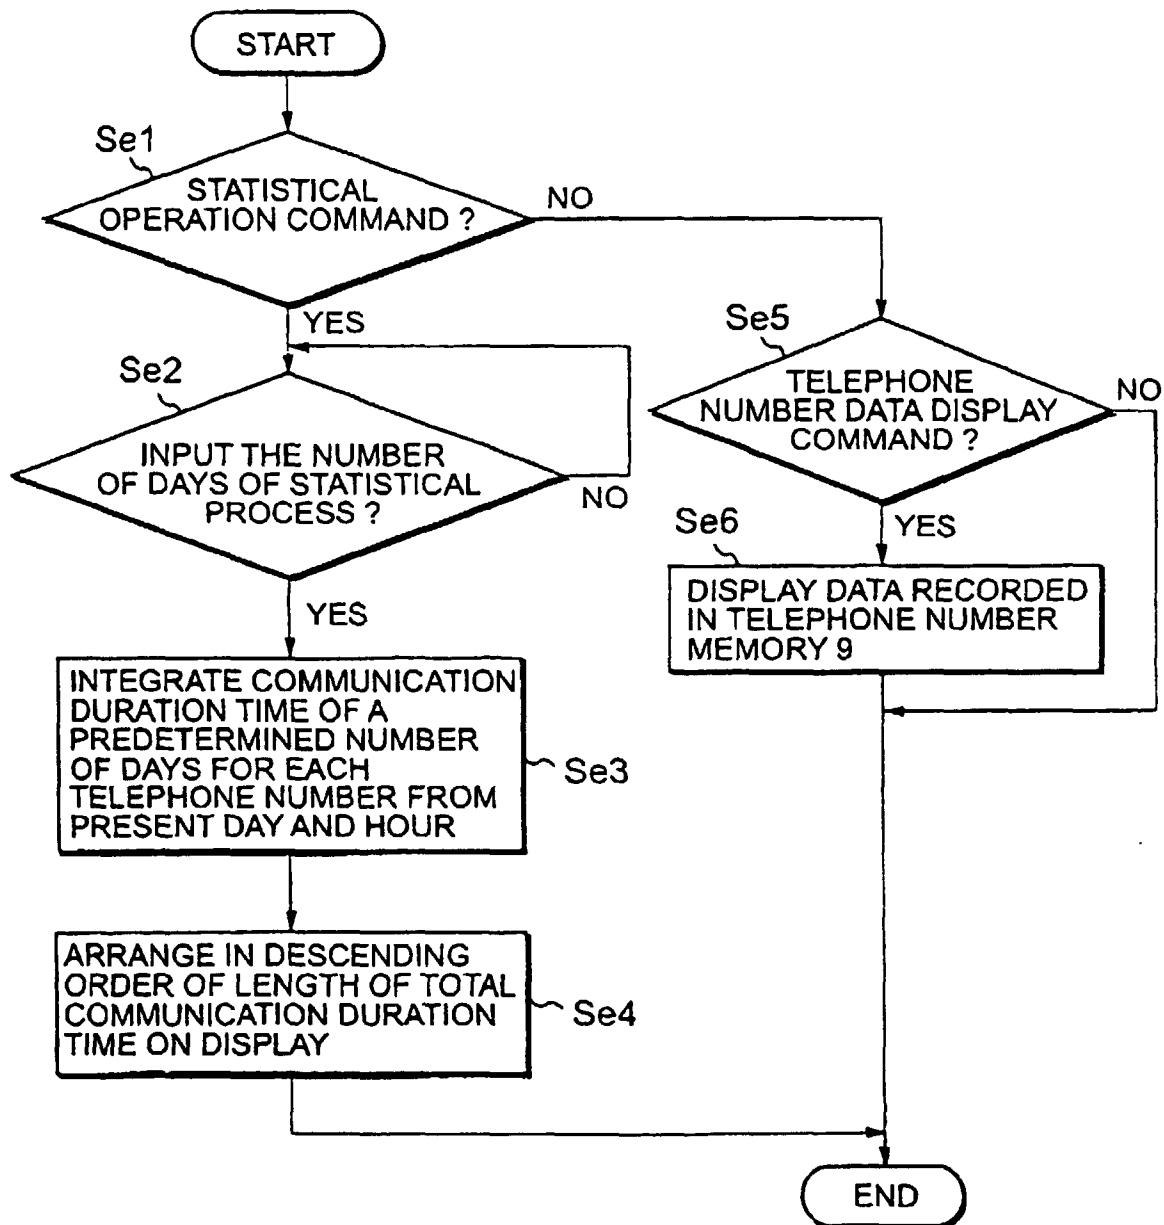 START
Se1
STATISTICAL
OPERATION COMMAND ?
NO
YES
Se2
INPUT THE NUMBER
OF DAYS OF STATISTICAL
PROCESS ?
NO
YES
INTEGRATE COMMUNICATION
DURATION TIME OF A
PREDETERMINED NUMBER
OF DAYS FOR EACH
TELEPHONE NUMBER FROM
PRESENT DAY AND HOUR
Se3
ARRANGE IN DESCENDING
ORDER OF LENGTH OF TOTAL
COMMUNICATION DURATION
TIME ON DISPLAY
Se4
Se5
TELEPHONE
NUMBER DATA DISPLAY
COMMAND ?
NO
YES
Se6
DISPLAY DATA RECORDED
IN TELEPHONE NUMBER
MEMORY 9
END